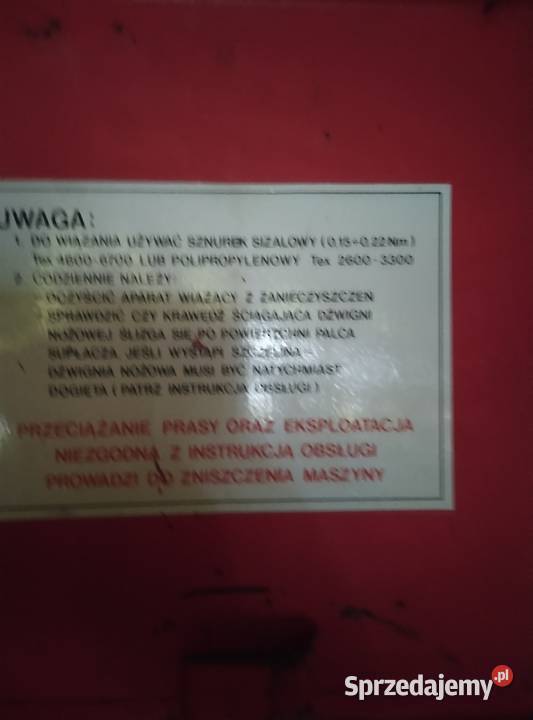 UWAGA:
1. DO WIĄZANIA UŻYWAĆ SZNUREK SIZALOWY (0,15÷0,22 Nm)
Tex 4600-6700 LUB POLIPROPYLENOWY Tex 2600-3300
2. CODZIENNIE NALEŻY:
- OCZYŚCIĆ APARAT WIĄŻĄCY Z ZANIECZYSZCZEŃ
- SPRAWDZIĆ CZY KRAWĘDŹ ŚCIĄGAJĄCA DŹWIGNI
NOŻOWEJ ŚLIZGA SIĘ PO POWIERZCHNI PALCA
SUPŁACZA JEŚLI WYSTĄPI SZCZELINA
DŹWIGNIA NOŻOWA MUSI BYĆ NATYCHMIAST
DOGIĘTA (PATRZ INSTRUKCJA OBSŁUGI)
PRZECIĄŻANIE PRASY ORAZ EKSPLOATACJA
NIEZGODNA Z INSTRUKCJĄ OBSŁUGI
PROWADZI DO ZNISZCZENIA MASZYNY
Sprzedajemy.pl